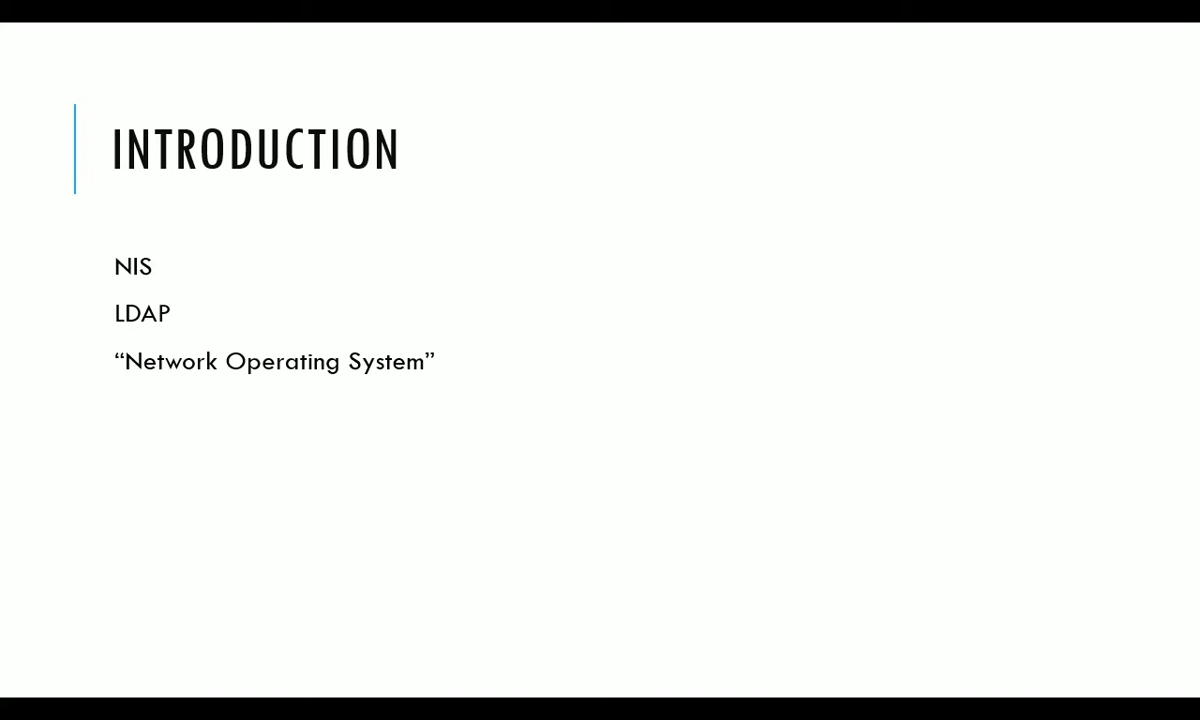 INTRODUCTION
NIS
LDAP
“Network Operating System”